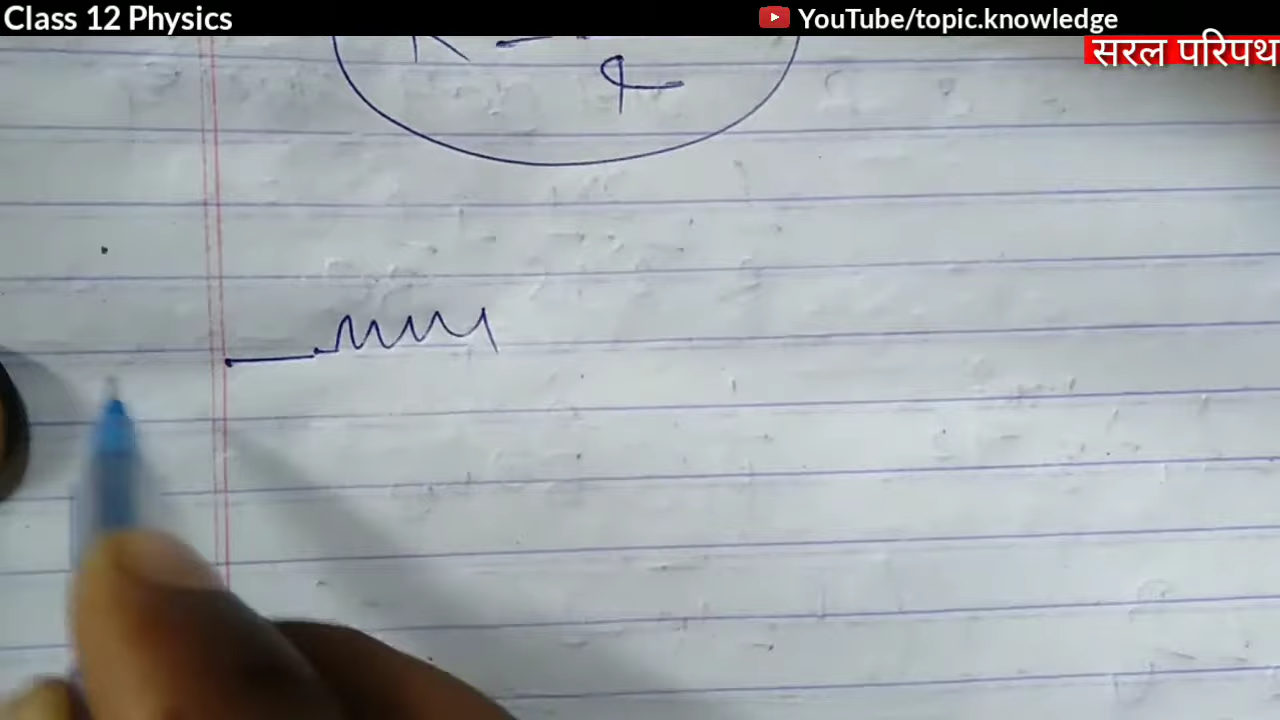 Class 12 Physics
YouTube/topic.knowledge
सरल परिपथ